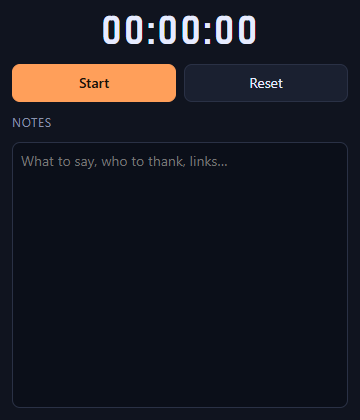 00:00:00
Start
Reset
NOTES
What to say, who to thank, links...